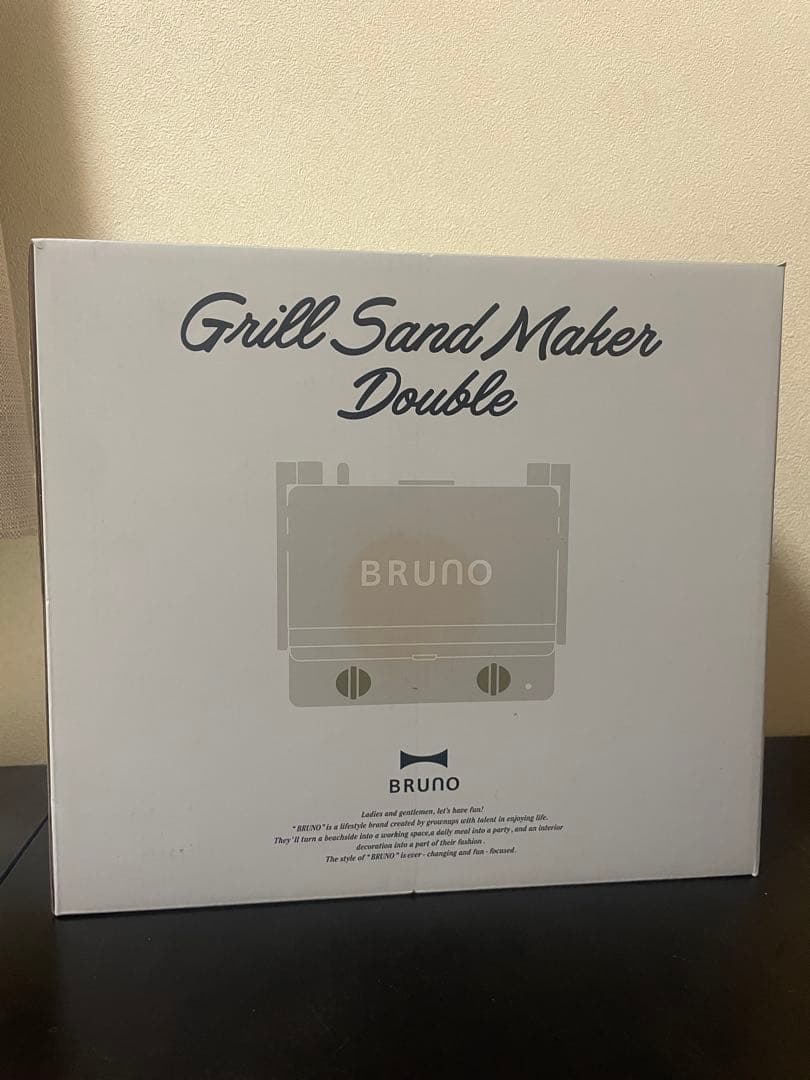 Grill Sand Maker
Double
BRUNO
BRUNO
Ladies and gentlemen, let's have fun!
"BRUNO" is a lifestyle brand created by grownups with talent in enjoying life.
They'll turn a beachside into a working space,a daily meal into a party, and an interior
decoration into a part of their fashion.
The style of "BRUNO" is ever - changing and fun - focused.